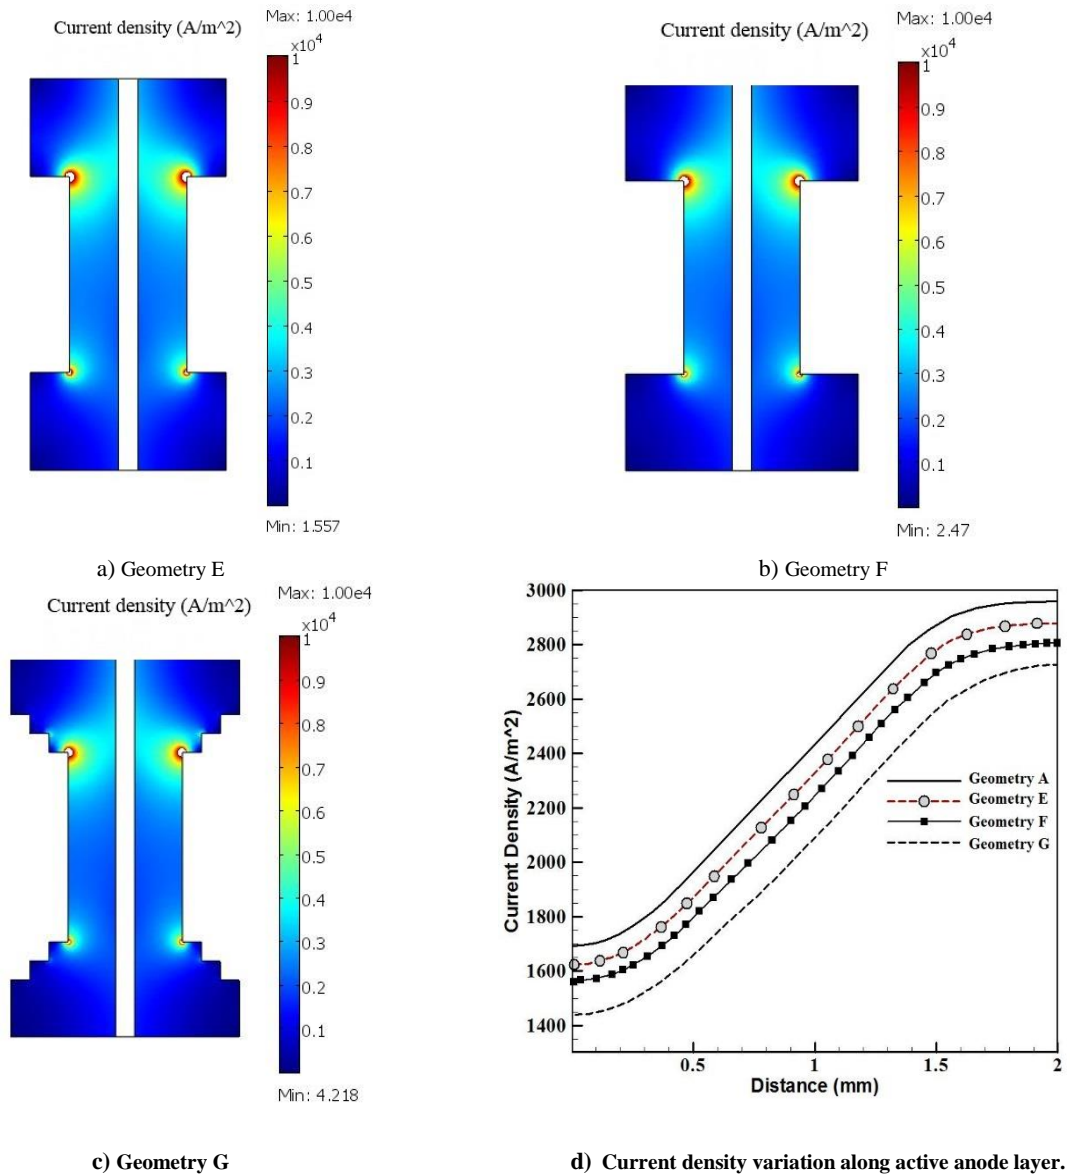 Max: 1.00e4
Current density (A/m^2)
x10⁴
1
0.9
0.8
0.7
0.6
0.5
0.4
0.3
0.2
0.1
Min: 1.557
a) Geometry E
Max: 1.00e4
Current density (A/m^2)
x10⁴
1
0.9
0.8
0.7
0.6
0.5
0.4
0.3
0.2
0.1
Min: 2.47
b) Geometry F
Max: 1.00e4
Current density (A/m^2)
x10⁴
1
0.9
0.8
0.7
0.6
0.5
0.4
0.3
0.2
0.1
Min: 4.218
c) Geometry G
3000
2800
2600
2400
2200
2000
1800
1600
1400
Current Density (A/m^2)
Geometry A
Geometry E
Geometry F
Geometry G
0.5
1
1.5
2
Distance (mm)
d) Current density variation along active anode layer.